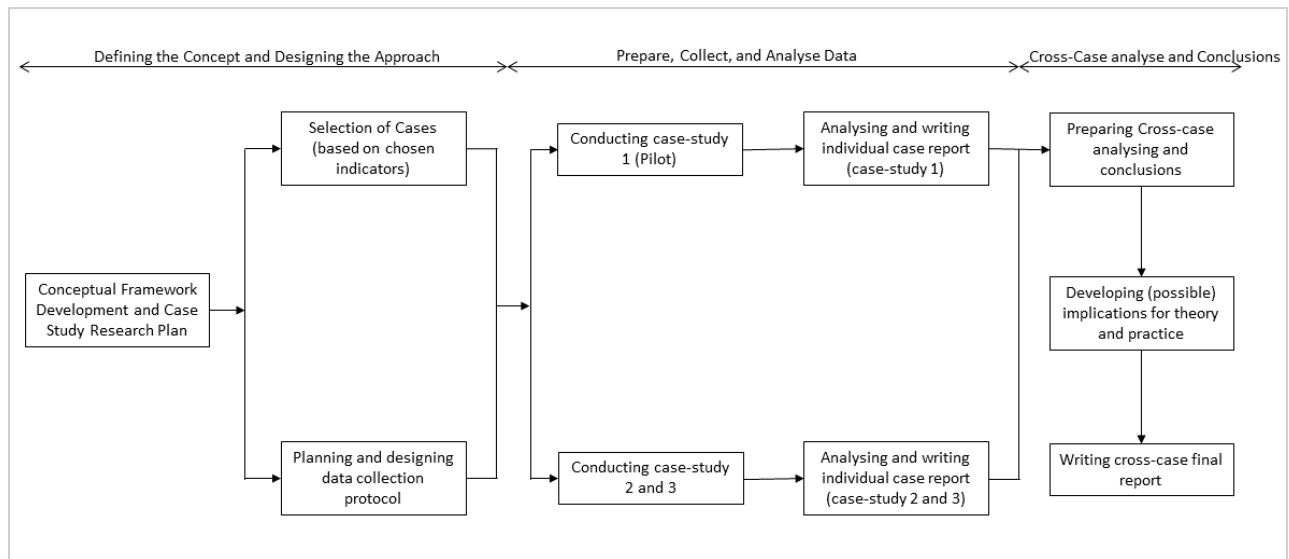 Defining the Concept and Designing the Approach
Prepare, Collect, and Analyse Data
Cross-Case analyse and Conclusions
Selection of Cases
(based on chosen
indicators)
Conducting case-study
1 (Pilot)
Analysing and writing
individual case report
(case-study 1)
Preparing Cross-case
analysing and
conclusions
Conceptual Framework
Development and Case
Study Research Plan
Developing (possible)
implications for theory
and practice
Planning and designing
data collection
protocol
Conducting case-study
2 and 3
Analysing and writing
individual case report
(case-study 2 and 3)
Writing cross-case final
report